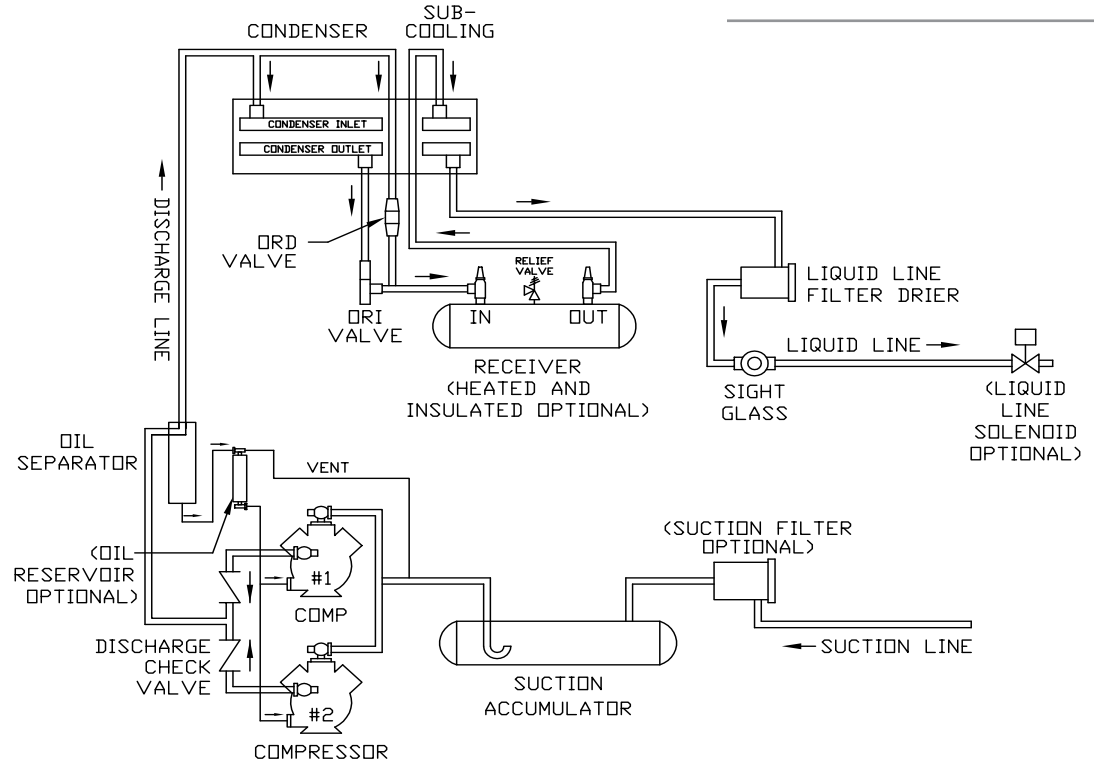 SUB-
COOLING
CONDENSER
CONDENSER INLET
CONDENSER OUTLET
DISCHARGE LINE
ORD
VALVE
RELIEF
VALVE
ORI
VALVE
IN
OUT
RECEIVER
(HEATED AND
INSULATED OPTIONAL)
LIQUID LINE
FILTER DRIER
LIQUID LINE
SIGHT
GLASS
(LIQUID
LINE
SOLENOID
OPTIONAL)
OIL
SEPARATOR
VENT
(OIL
RESERVOIR
OPTIONAL)
#1
COMP
(SUCTION FILTER
OPTIONAL)
SUCTION LINE
DISCHARGE
CHECK
VALVE
#2
COMPRESSOR
SUCTION
ACCUMULATOR